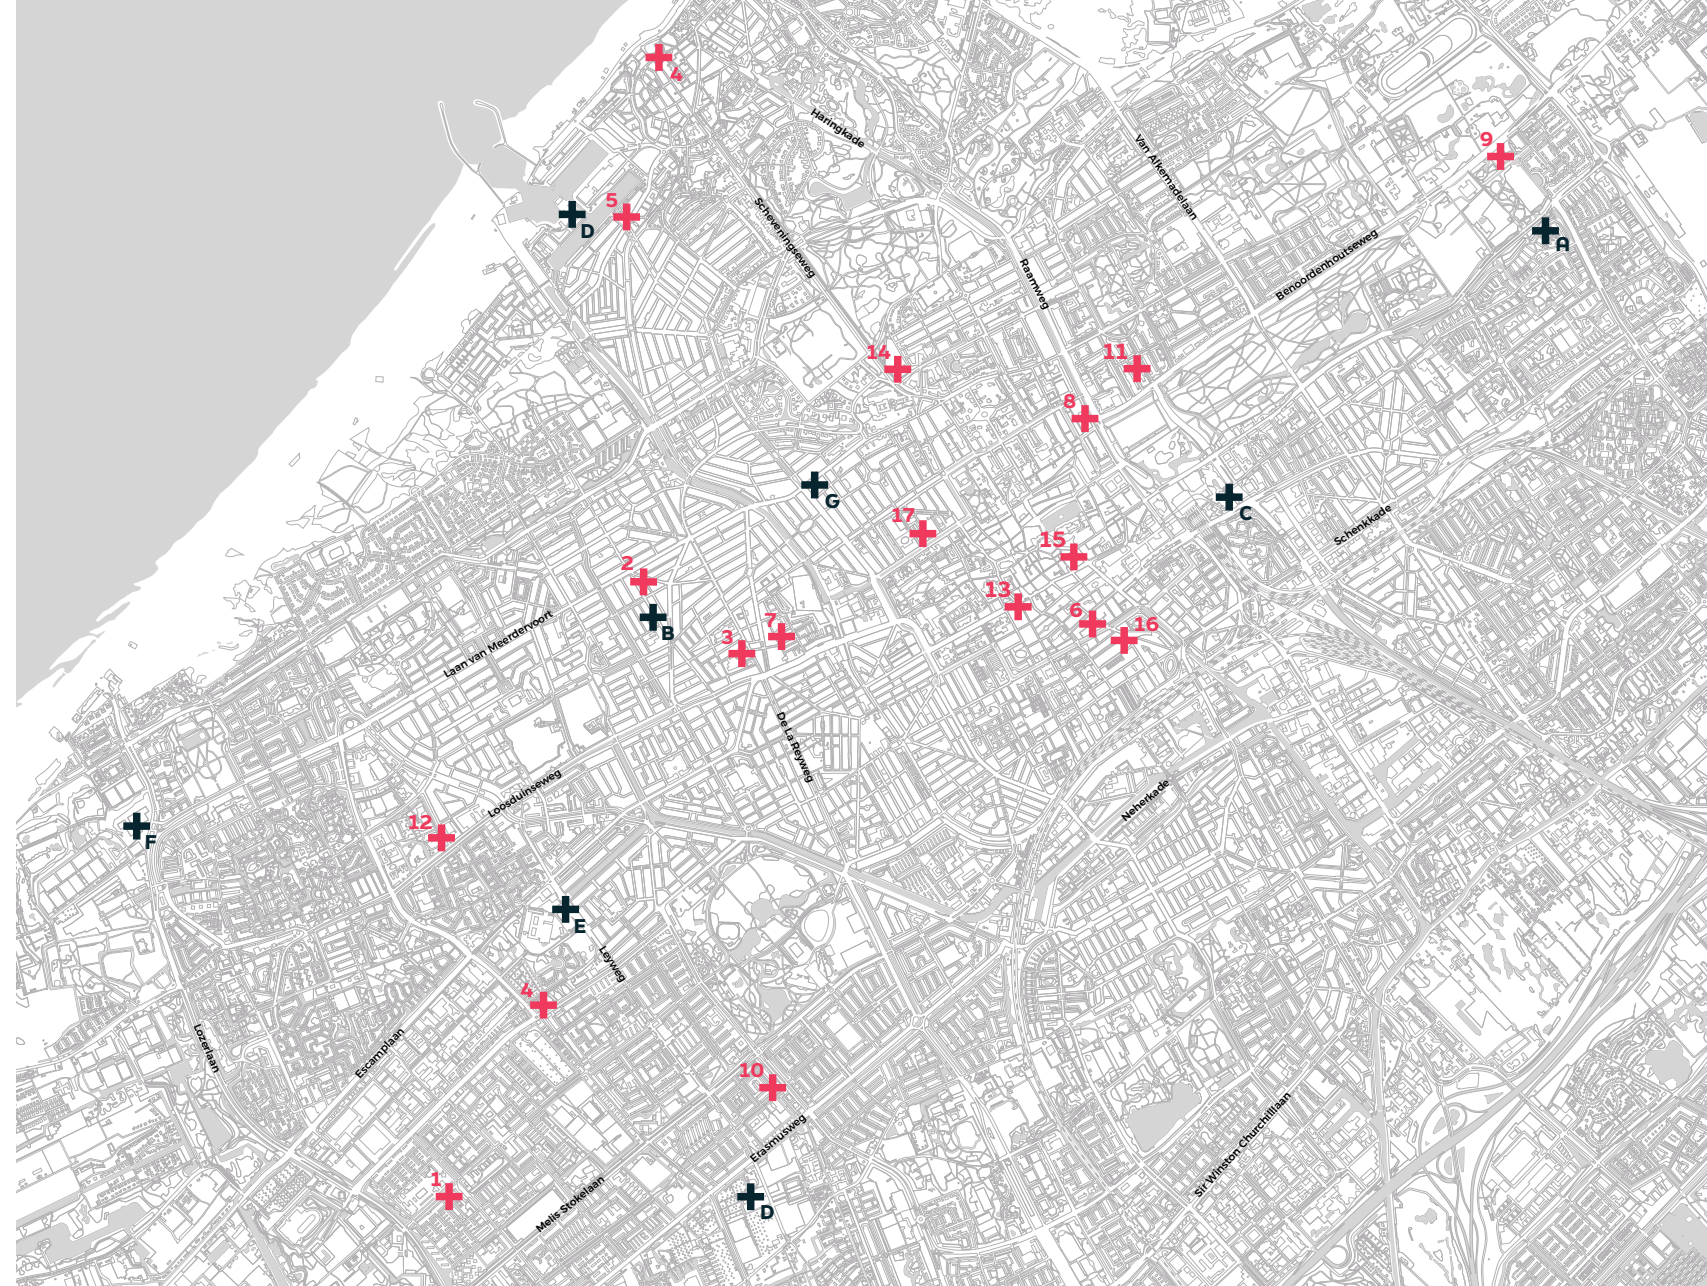 4
Haringkade
Van Alkemadelaan
9
5
D
Scheveningseweg
A
Benoordenhoutseweg
Raamweg
14
11
8
G
C
17
Schenkkade
15
2
13
6
16
B
7
3
Laan van Meerdervoort
De La Reyweg
Loosduinseweg
Neherkade
12
F
E
Leyweg
4
Lozerlaan
Escamplaan
10
Erasmusweg
Sir Winston Churchilllaan
1
Melis Stokelaan
D